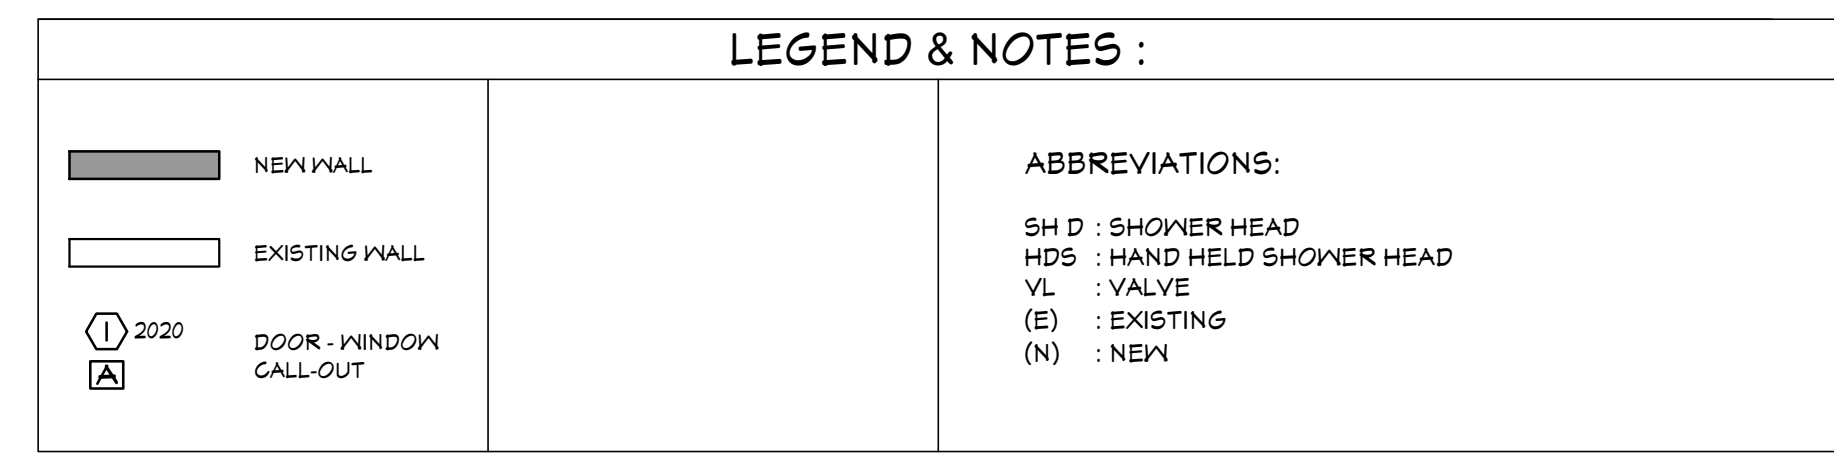 LEGEND & NOTES :
NEW WALL
EXISTING WALL
1 2020
A
DOOR - WINDOW
CALL-OUT
ABBREVIATIONS:
SH D : SHOWER HEAD
HDS : HAND HELD SHOWER HEAD
VL : VALVE
(E) : EXISTING
(N) : NEW